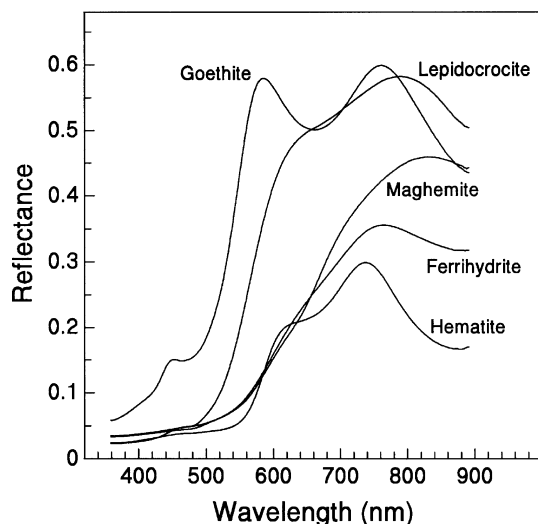 Reflectance
0.6
0.5
0.4
0.3
0.2
0.1
0
Goethite
Lepidocrocite
Maghemite
Ferrihydrite
Hematite
400 500 600 700 800 900
Wavelength (nm)